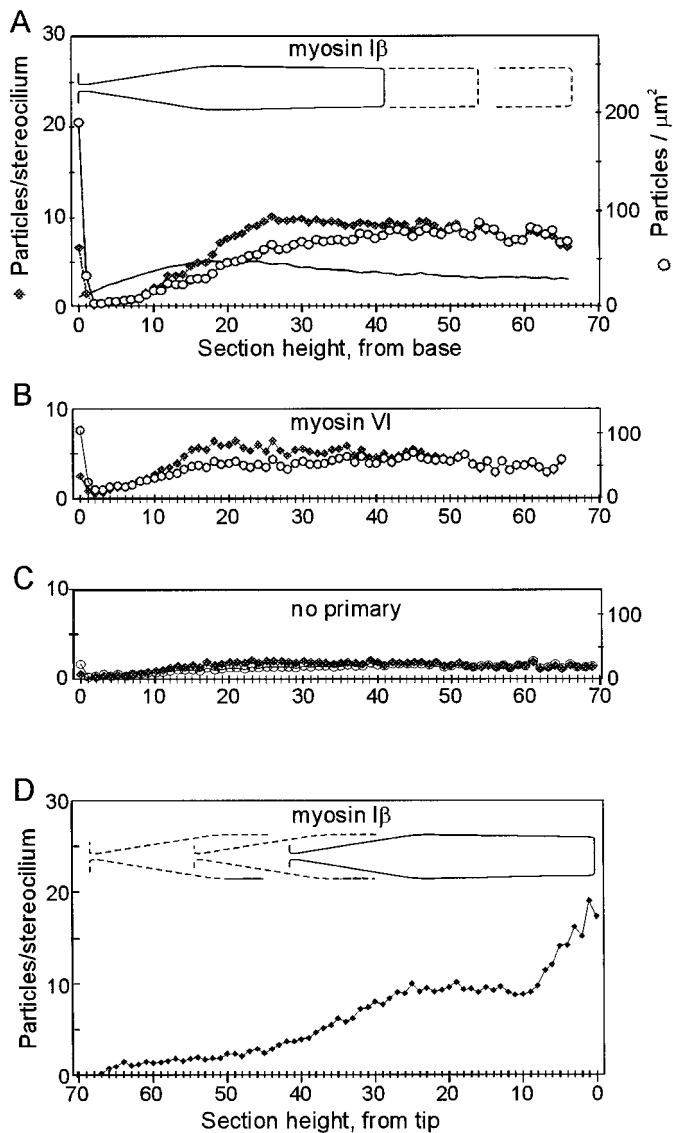 A
myosin Iβ
30
20
10
0
200
100
0
Particles/stereocilium
Particles / μm²
0 10 20 30 40 50 60 70
Section height, from base
B
myosin VI
10
0
100
0
0 10 20 30 40 50 60 70
C
no primary
10
0
100
0
0 10 20 30 40 50 60 70
D
myosin Iβ
30
20
10
0
Particles/stereocilium
70 60 50 40 30 20 10 0
Section height, from tip